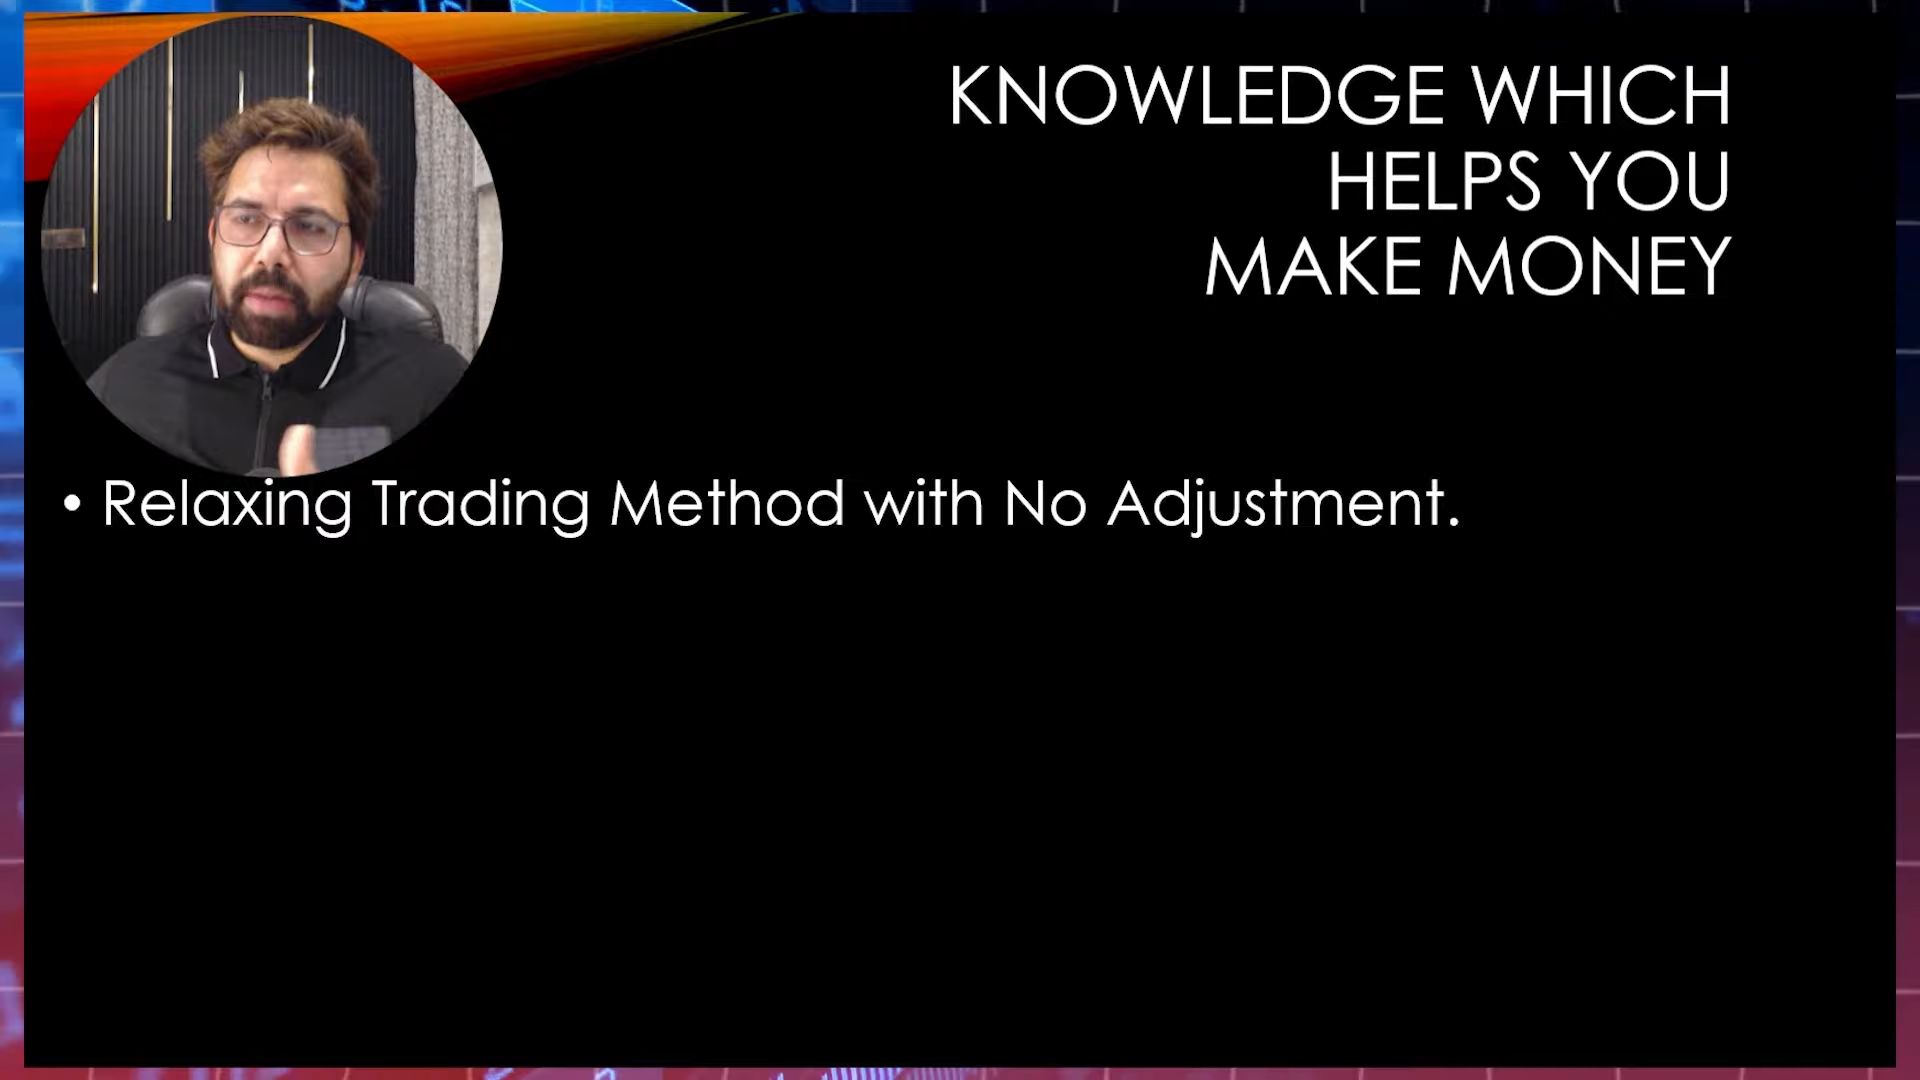 KNOWLEDGE WHICH
HELPS YOU
MAKE MONEY
• Relaxing Trading Method with No Adjustment.